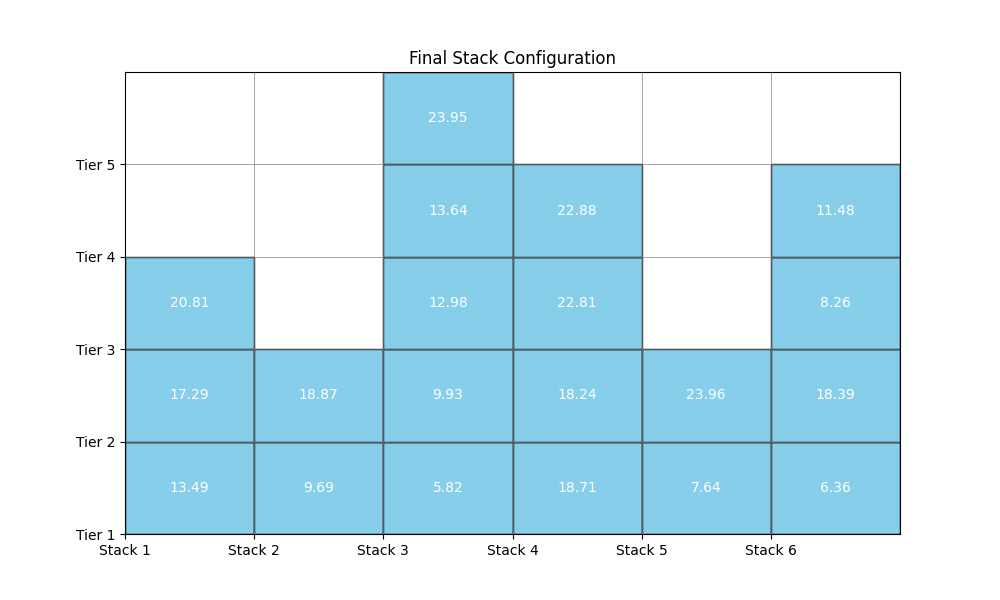 Final Stack Configuration
23.95
Tier 5
13.64 22.88 11.48
Tier 4
20.81 12.98 22.81 8.26
Tier 3
17.29 18.87 9.93 18.24 23.96 18.39
Tier 2
13.49 9.69 5.82 18.71 7.64 6.36
Tier 1
Stack 1 Stack 2 Stack 3 Stack 4 Stack 5 Stack 6